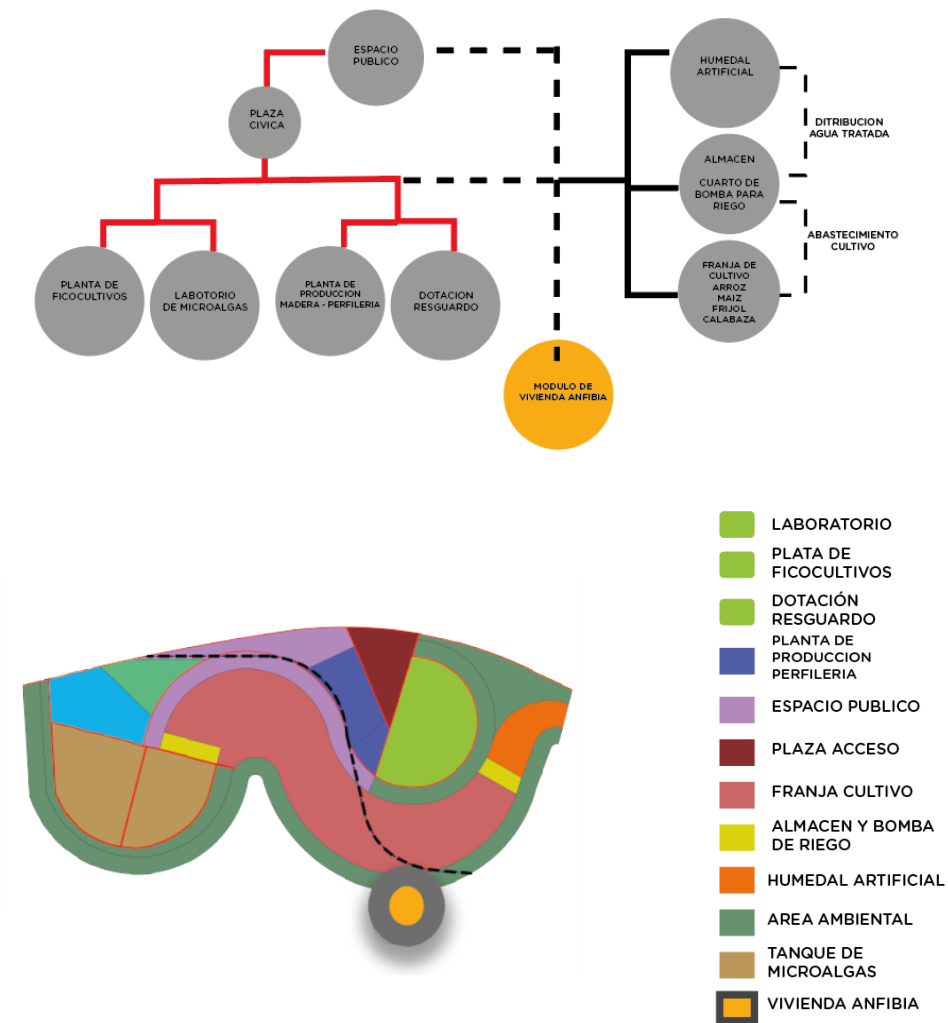 ESPACIO
PUBLICO
PLAZA
CIVICA
PLANTA DE
FICOCULTIVOS
LABOTORIO
DE MICROALGAS
PLANTA DE
PRODUCCION
MADERA - PERFILERIA
DOTACION
RESGUARDO
MODULO DE
VIVIENDA ANFIBIA
HUMEDAL
ARTIFICIAL
DITRIBUCION
AGUA TRATADA
ALMACEN
CUARTO DE
BOMBA PARA
RIEGO
ABASTECIMIENTO
CULTIVO
FRANJA DE
CULTIVO
ARROZ
MAIZ
FRIJOL
CALABAZA
LABORATORIO
PLATA DE
FICOCULTIVOS
DOTACIÓN
RESGUARDO
PLANTA DE
PRODUCCION
PERFILERIA
ESPACIO PUBLICO
PLAZA ACCESO
FRANJA CULTIVO
ALMACEN Y BOMBA
DE RIEGO
HUMEDAL ARTIFICIAL
AREA AMBIENTAL
TANQUE DE
MICROALGAS
VIVIENDA ANFIBIA